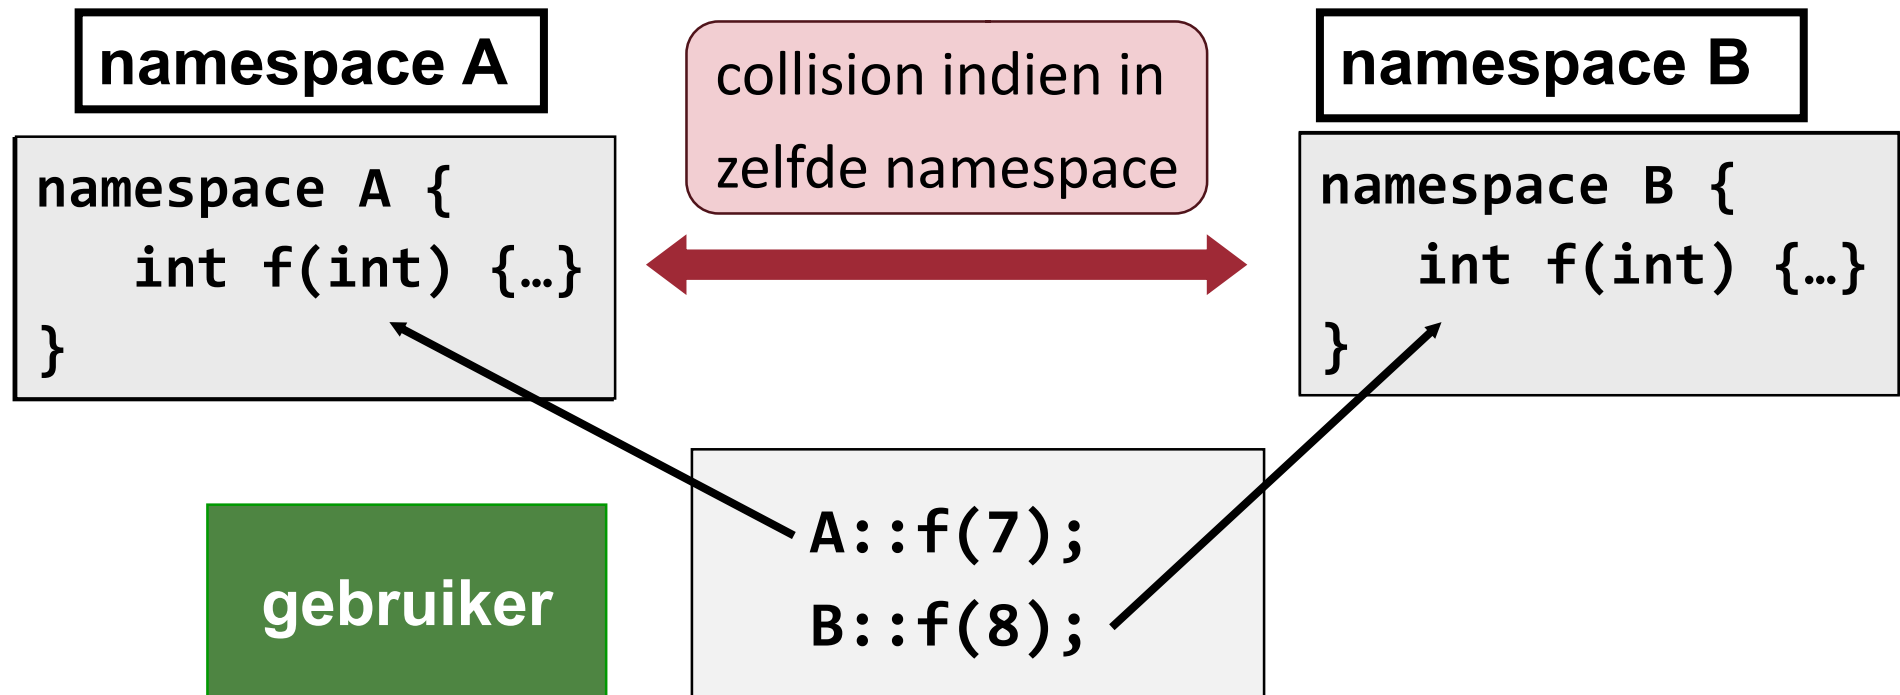 namespace A
collision indien in
zelfde namespace
namespace B
namespace A {
int f(int) {…}
}
namespace B {
int f(int) {…}
}
gebruiker
A::f(7);
B::f(8);